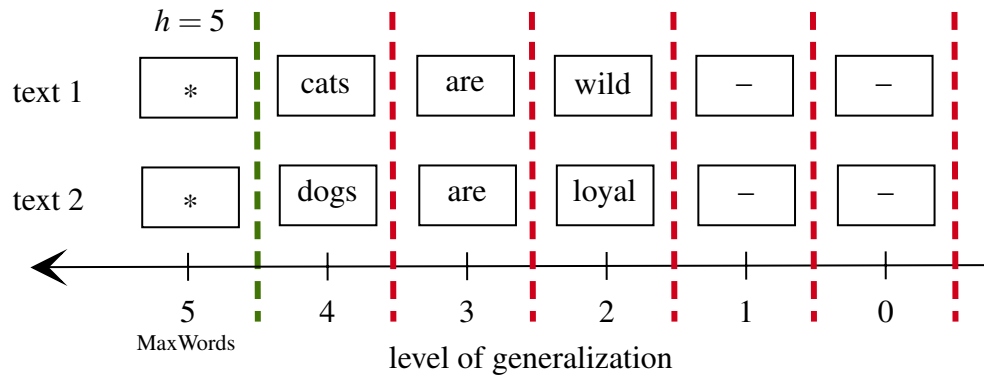 h = 5
text 1 * cats are wild – –
text 2 * dogs are loyal – –
5 4 3 2 1 0
MaxWords
level of generalization